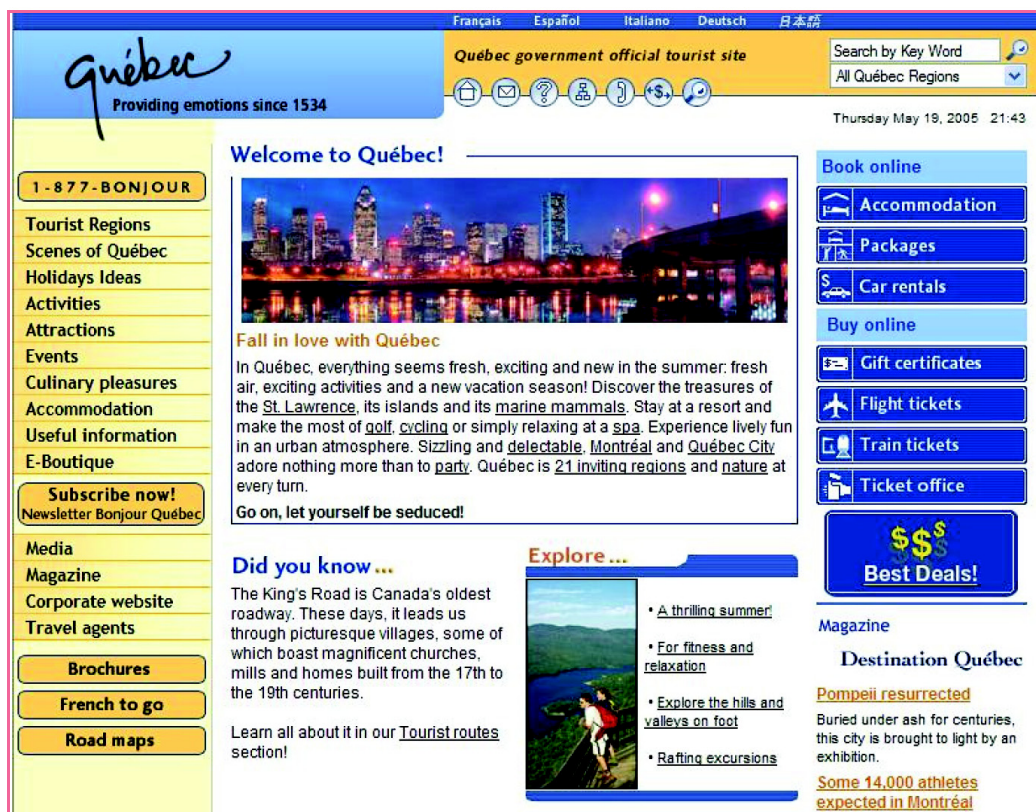 Français Español Italiano Deutsch 日本語
Québec
Providing emotions since 1534
Québec government official tourist site
Search by Key Word
All Québec Regions
Thursday May 19, 2005 21:43
1-877-BONJOUR
Tourist Regions
Scenes of Québec
Holidays Ideas
Activities
Attractions
Events
Culinary pleasures
Accommodation
Useful information
E-Boutique
Subscribe now!
Newsletter Bonjour Québec
Media
Magazine
Corporate website
Travel agents
Brochures
French to go
Road maps
Welcome to Québec!
Fall in love with Québec
In Québec, everything seems fresh, exciting and new in the summer: fresh
air, exciting activities and a new vacation season! Discover the treasures of
the St. Lawrence, its islands and its marine mammals. Stay at a resort and
make the most of golf, cycling or simply relaxing at a spa. Experience lively fun
in an urban atmosphere. Sizzling and delectable, Montréal and Québec City
adore nothing more than to party. Québec is 21 inviting regions and nature at
every turn.
Go on, let yourself be seduced!
Did you know ...
The King's Road is Canada's oldest
roadway. These days, it leads us
through picturesque villages, some of
which boast magnificent churches,
mills and homes built from the 17th to
the 19th centuries.
Learn all about it in our Tourist routes
section!
Explore ...
• A thrilling summer!
• For fitness and
relaxation
• Explore the hills and
valleys on foot
• Rafting excursions
Book online
Accommodation
Packages
$ Car rentals
Buy online
Gift certificates
Flight tickets
Train tickets
Ticket office
$$$
Best Deals!
Magazine
Destination Québec
Pompeii resurrected
Buried under ash for centuries,
this city is brought to light by an
exhibition.
Some 14,000 athletes
expected in Montréal